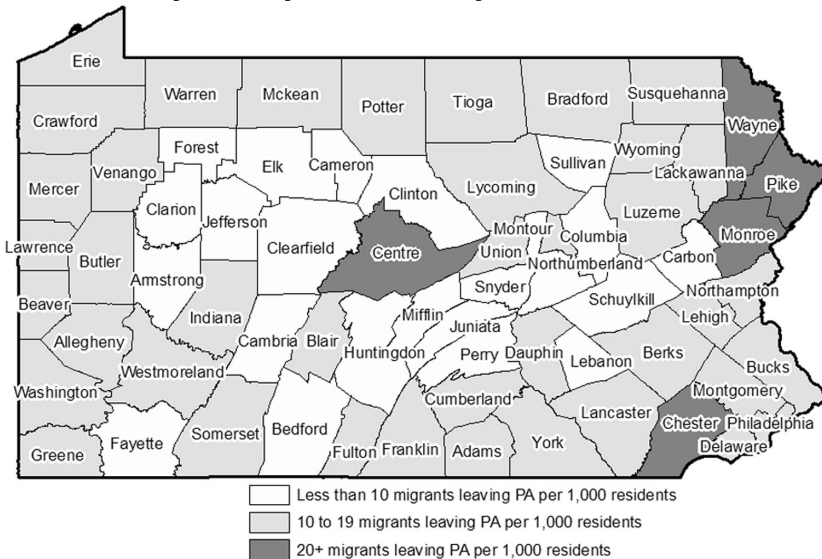 Erie
Warren
Mckean
Potter
Tioga
Bradford
Susquehanna
Wayne
Crawford
Forest
Elk
Cameron
Sullivan
Wyoming
Lackawanna
Pike
Mercer
Venango
Clarion
Jefferson
Clinton
Lycoming
Luzerne
Monroe
Lawrence
Butler
Armstrong
Clearfield
Centre
Union
Montour
Columbia
Northumberland
Carbon
Beaver
Indiana
Snyder
Schuylkill
Northampton
Allegheny
Cambria
Blair
Huntingdon
Mifflin
Juniata
Perry
Dauphin
Lebanon
Berks
Lehigh
Bucks
Washington
Westmoreland
Cumberland
Lancaster
Montgomery
Greene
Fayette
Somerset
Bedford
Fulton
Franklin
Adams
York
Chester
Philadelphia
Delaware
Less than 10 migrants leaving PA per 1,000 residents
10 to 19 migrants leaving PA per 1,000 residents
20+ migrants leaving PA per 1,000 residents